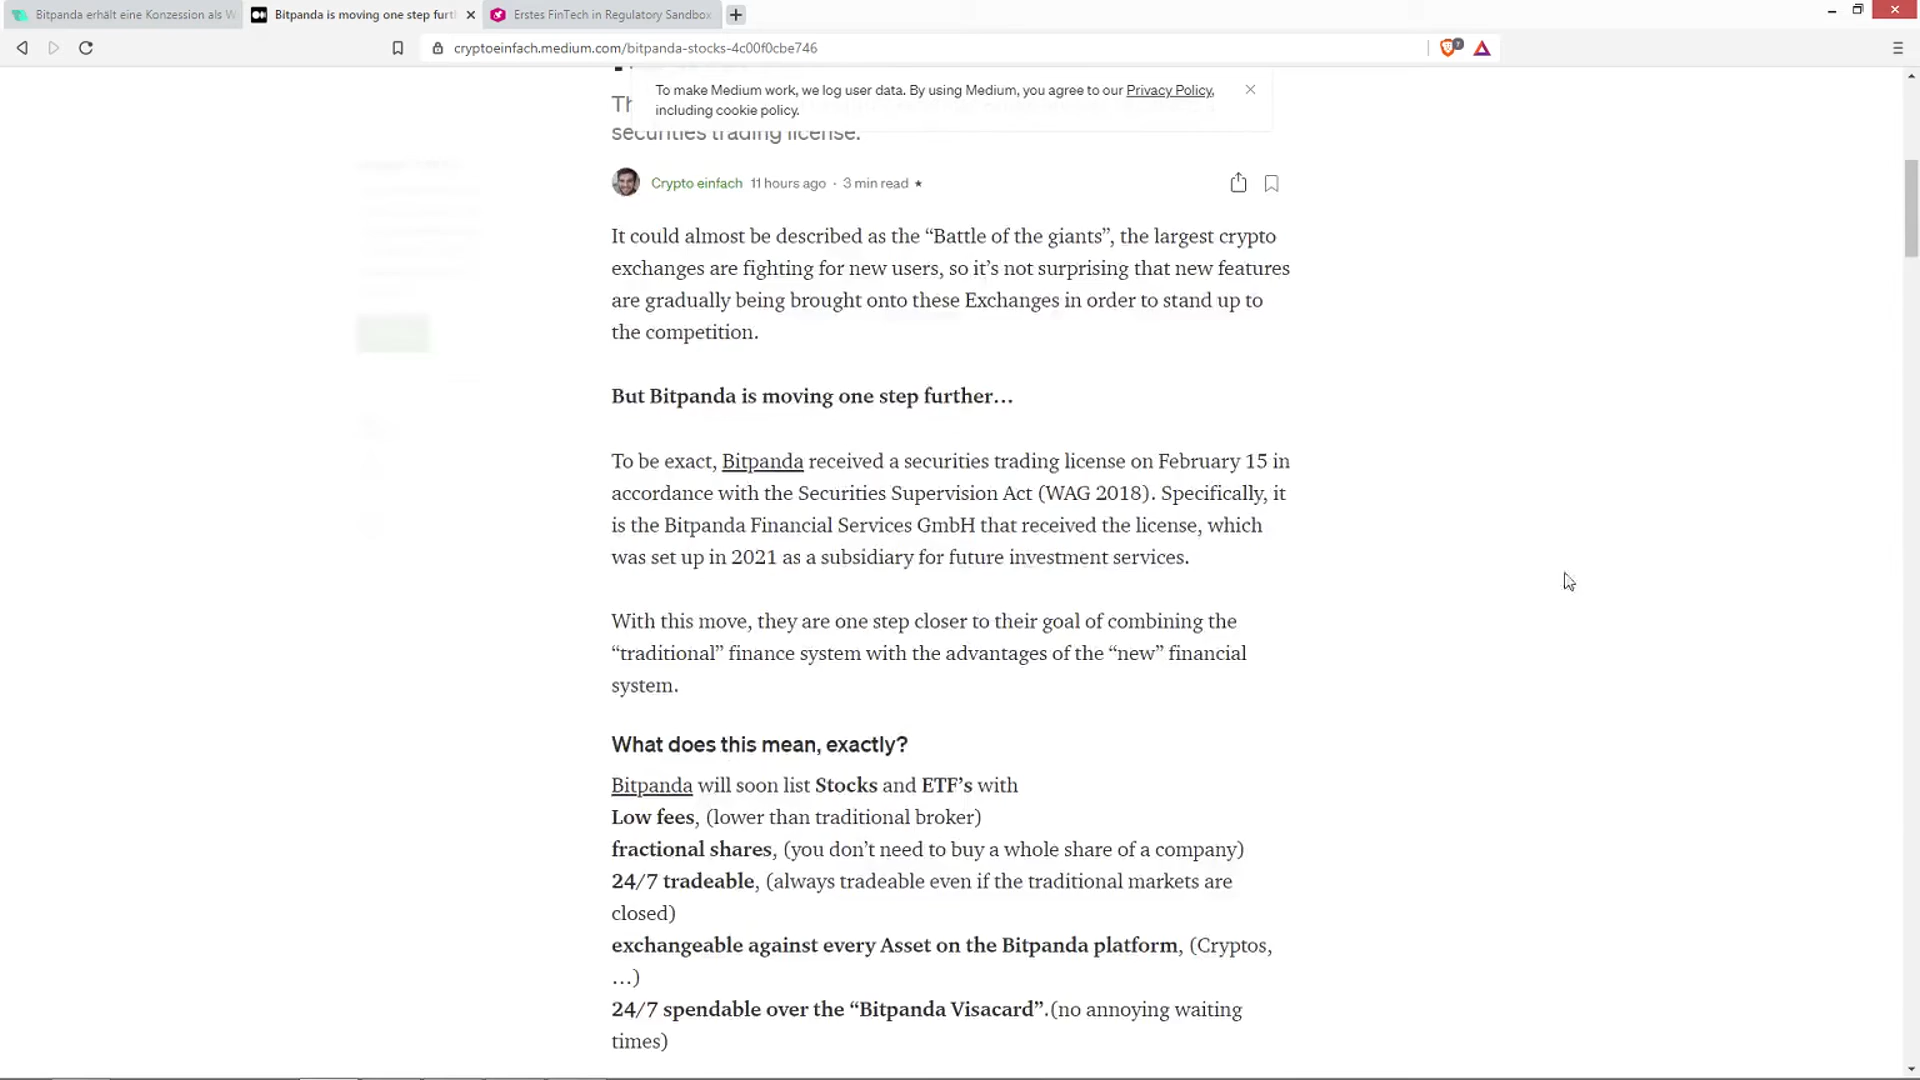 Bitpanda erhält eine Konzession als W
Bitpanda is moving one step furt
Erstes FinTech in Regulatory Sandbox
cryptoeinfach.medium.com/bitpanda-stocks-4c00f0cbe746
To make Medium work, we log user data. By using Medium, you agree to our Privacy Policy,
including cookie policy.
securities trading license.
Crypto einfach 11 hours ago · 3 min read ★
It could almost be described as the “Battle of the giants”, the largest crypto
exchanges are fighting for new users, so it’s not surprising that new features
are gradually being brought onto these Exchanges in order to stand up to
the competition.
But Bitpanda is moving one step further…
To be exact, Bitpanda received a securities trading license on February 15 in
accordance with the Securities Supervision Act (WAG 2018). Specifically, it
is the Bitpanda Financial Services GmbH that received the license, which
was set up in 2021 as a subsidiary for future investment services.
With this move, they are one step closer to their goal of combining the
“traditional” finance system with the advantages of the “new” financial
system.
What does this mean, exactly?
Bitpanda will soon list Stocks and ETF’s with
Low fees, (lower than traditional broker)
fractional shares, (you don’t need to buy a whole share of a company)
24/7 tradeable, (always tradeable even if the traditional markets are
closed)
exchangeable against every Asset on the Bitpanda platform, (Cryptos,
…)
24/7 spendable over the “Bitpanda Visacard”.(no annoying waiting
times)